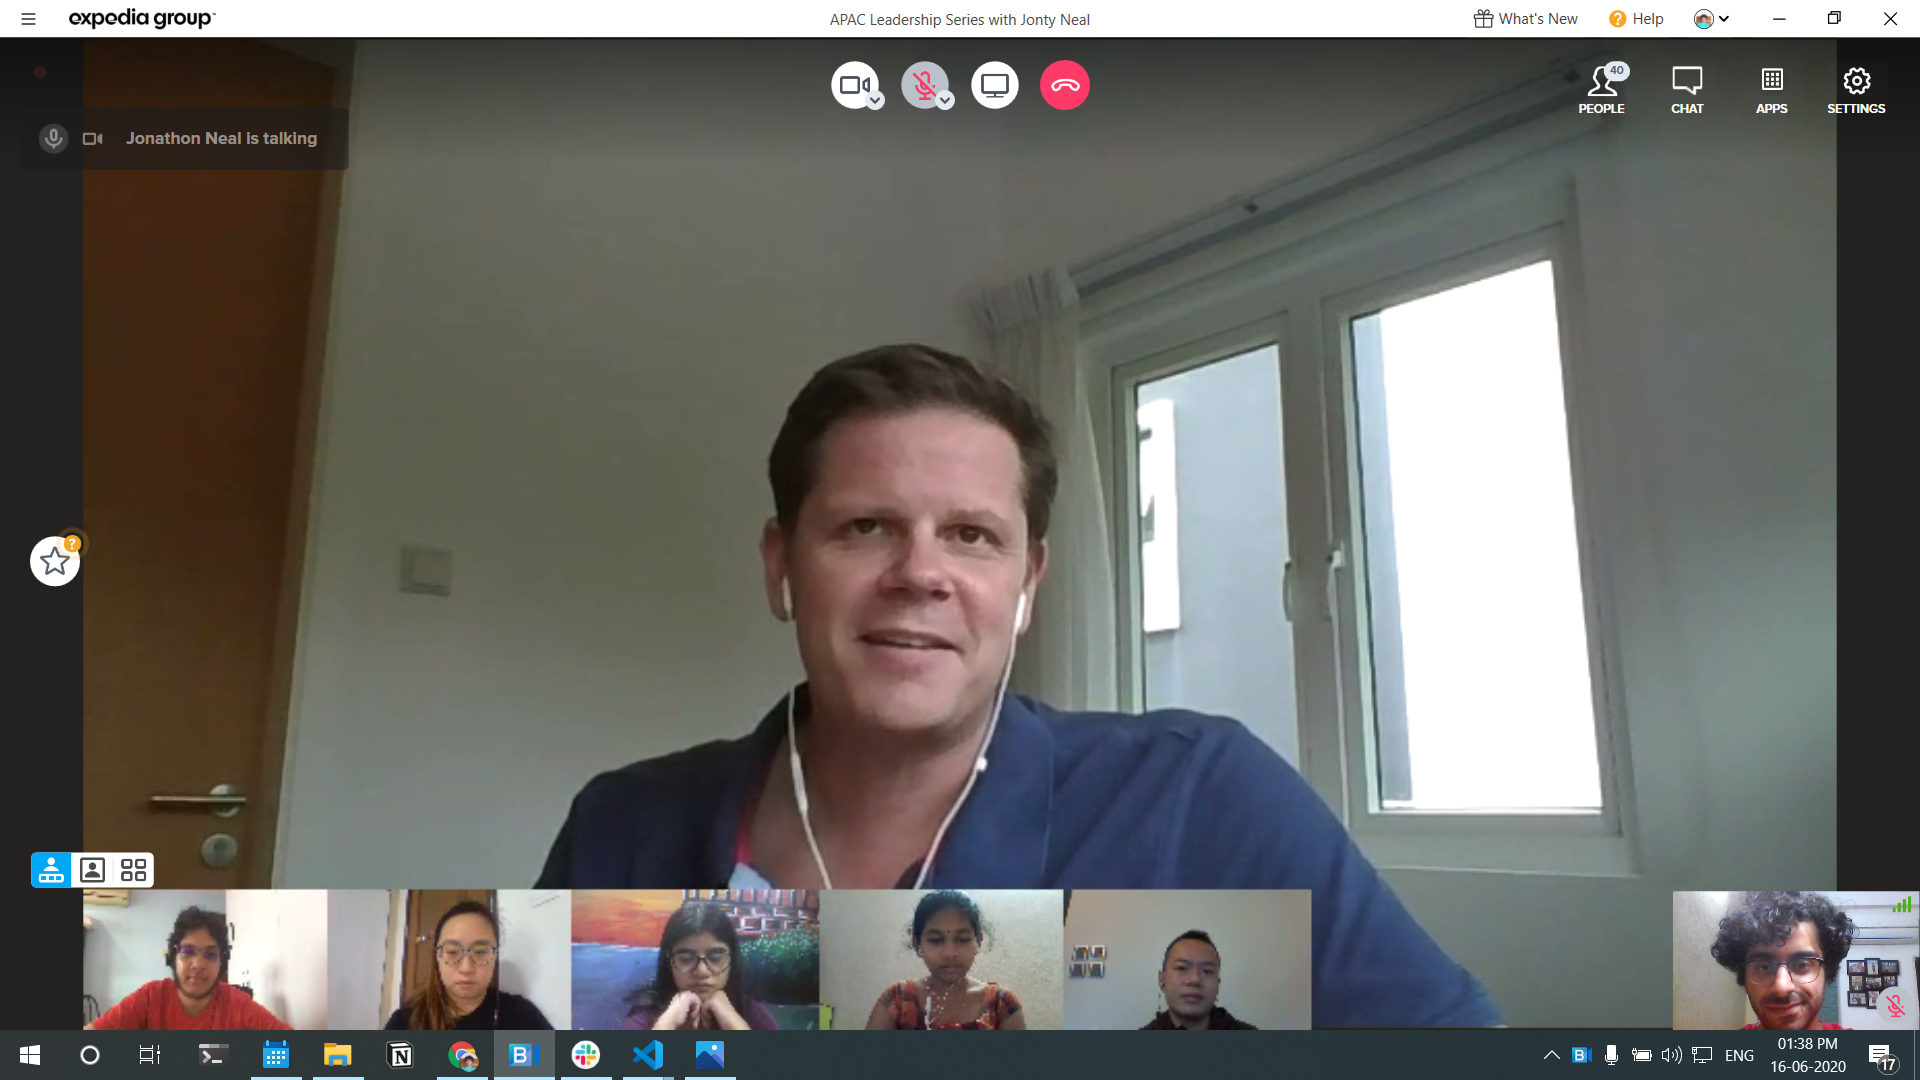 expedia group™
APAC Leadership Series with Jonty Neal
What's New
? Help
Jonathon Neal is talking
40
PEOPLE
CHAT
APPS
SETTINGS
?
N
B
B
ENG
01:38 PM
16-06-2020
17